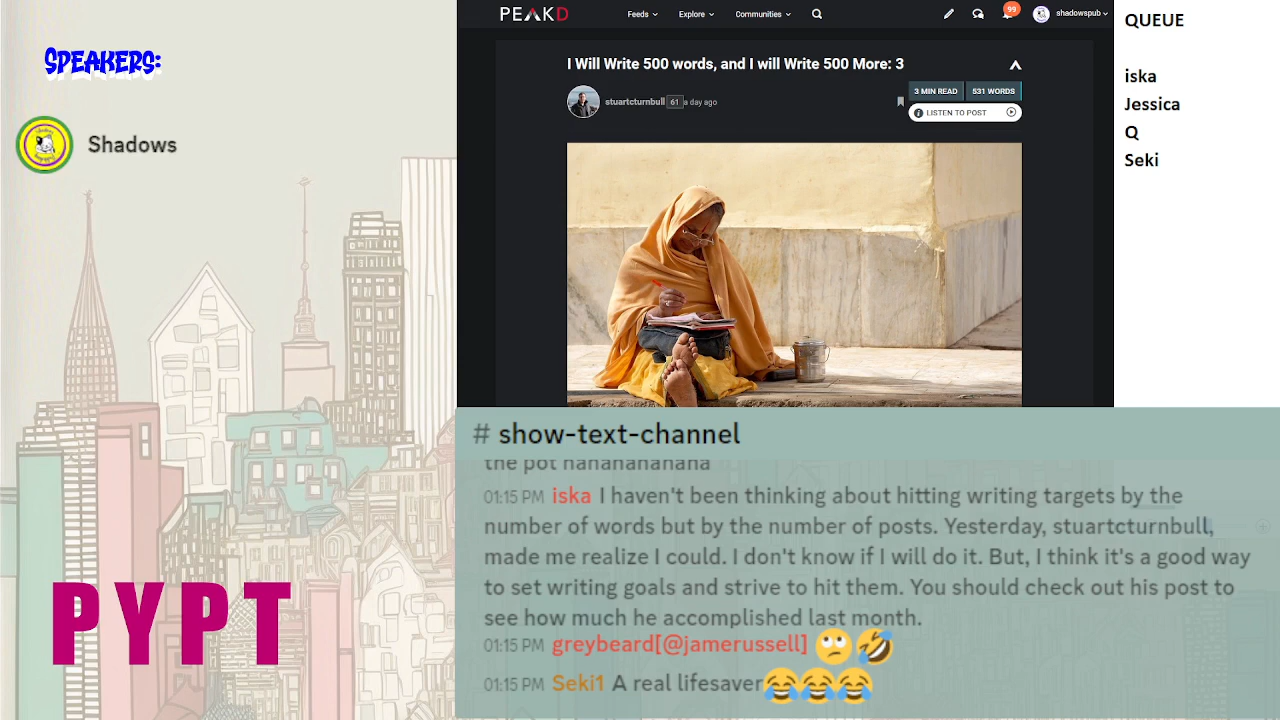 SPEAKERS:
Shadows
PYPT
PEAKD
Feeds
Explore
Communities
99
shadowspub
I Will Write 500 words, and I will Write 500 More: 3
stuartcturnbull 61 a day ago
3 MIN READ 531 WORDS
LISTEN TO POST
QUEUE
iska
Jessica
Q
Seki
# show-text-channel
the pot nanananananana
01:15 PM iska I haven't been thinking about hitting writing targets by the
number of words but by the number of posts. Yesterday, stuartcturnbull,
made me realize I could. I don't know if I will do it. But, I think it's a good way
to set writing goals and strive to hit them. You should check out his post to
see how much he accomplished last month.
01:15 PM greybeard[@jamerussell] 🙄🤣
01:15 PM Seki1 A real lifesaver😂😂😂